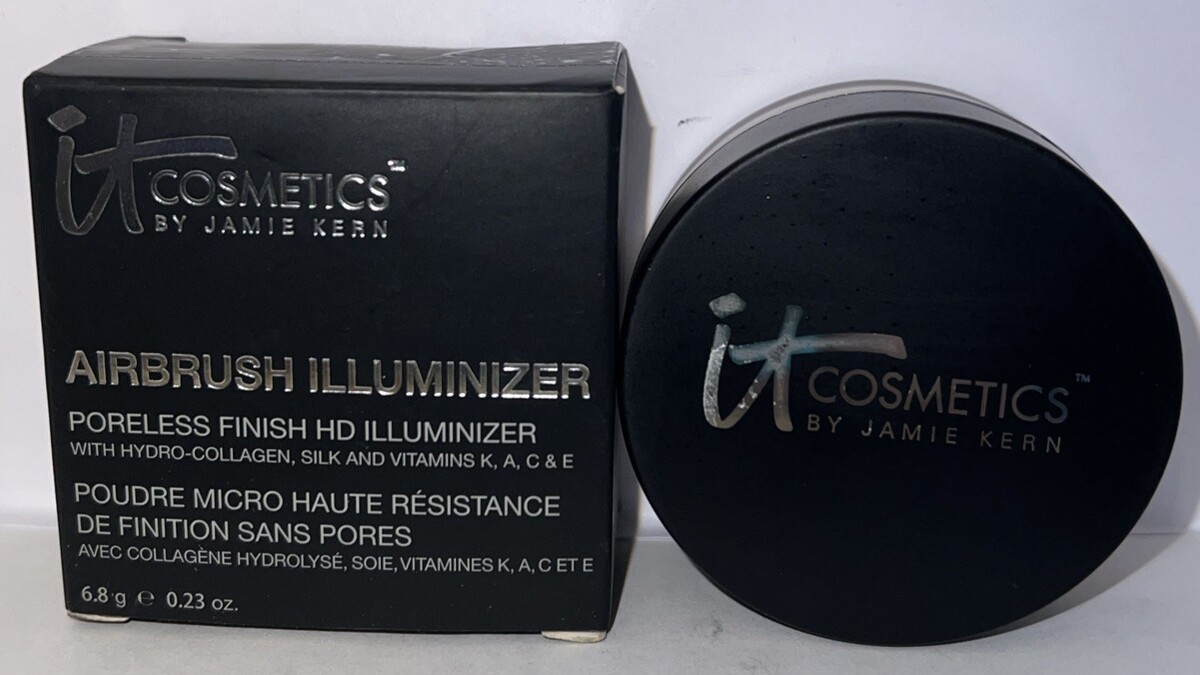 it COSMETICS™
BY JAMIE KERN
AIRBRUSH ILLUMINIZER
PORELESS FINISH HD ILLUMINIZER
WITH HYDRO-COLLAGEN, SILK AND VITAMINS K, A, C & E
POUDRE MICRO HAUTE RÉSISTANCE
DE FINITION SANS PORES
AVEC COLLAGÈNE HYDROLYSÉ, SOIE, VITAMINES K, A, C ET E
6.8 g ℮ 0.23 oz.
it COSMETICS™
BY JAMIE KERN